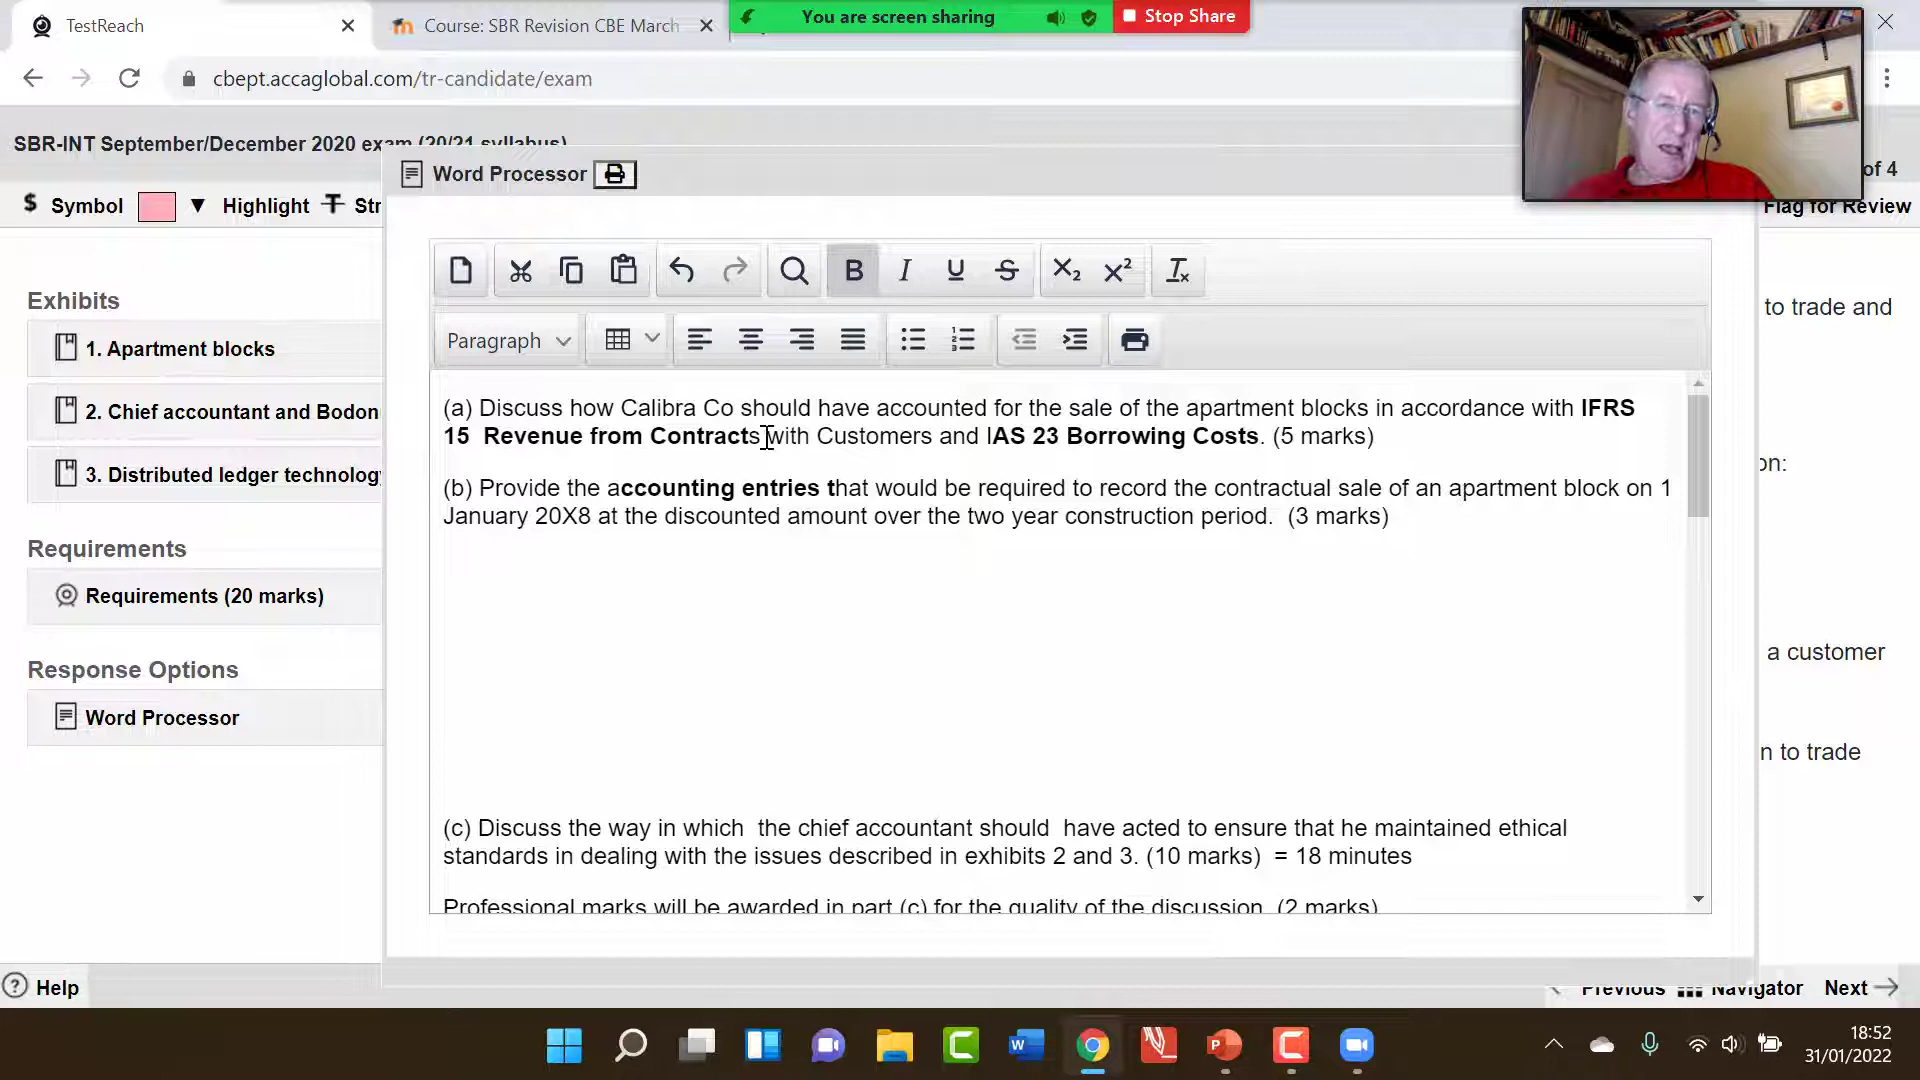 TestReach
Course: SBR Revision CBE March
You are screen sharing
Stop Share
cbept.accaglobal.com/tr-candidate/exam
SBR-INT September/December 2020 exam (20/21 syllabus)
of 4
Symbol
Highlight
Str
Flag for Review
Word Processor
Paragraph
Exhibits
1. Apartment blocks
2. Chief accountant and Bodon
3. Distributed ledger technology
Requirements
Requirements (20 marks)
Response Options
Word Processor
(a) Discuss how Calibra Co should have accounted for the sale of the apartment blocks in accordance with IFRS
15  Revenue from Contracts with Customers and IAS 23 Borrowing Costs. (5 marks)
(b) Provide the accounting entries that would be required to record the contractual sale of an apartment block on 1
January 20X8 at the discounted amount over the two year construction period.  (3 marks)
(c) Discuss the way in which  the chief accountant should  have acted to ensure that he maintained ethical
standards in dealing with the issues described in exhibits 2 and 3. (10 marks)  = 18 minutes
Professional marks will be awarded in part (c) for the quality of the discussion. (2 marks)
to trade and
on:
a customer
n to trade
Help
Previous
Navigator
Next
18:52
31/01/2022